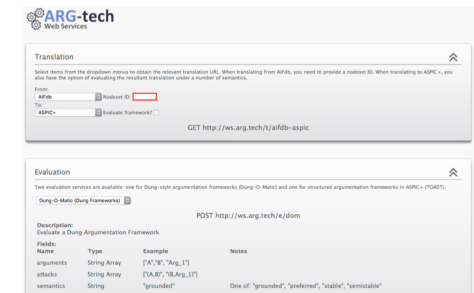 ARG-tech
Web Services
Translation
Select items from the dropdown menus to obtain the relevant translation URL. When translating from AIFdb, you need to provide a nodeset ID. When translating to ASPIC+, you
also have the option of evaluating the resultant translation under a number of semantics.
From:
AIFdb Nodeset ID:
To:
ASPIC+ Evaluate framework?
GET http://ws.arg.tech/t/aifdb-aspic
Evaluation
Two evaluation services are available: one for Dung-style argumentation frameworks (Dung-O-Matic) and one for structured argumentation frameworks in ASPIC+ (TOAST).
Dung-O-Matic (Dung Frameworks)
POST http://ws.arg.tech/e/dom
Description:
Evaluate a Dung Argumentation Framework
Fields:
Name Type Example Notes
arguments String Array ["A","B", "Arg_1"]
attacks String Array ["(A,B)", "(B,Arg_1)"]
semantics String "grounded" One of: "grounded", "preferred", "stable", "semistable"